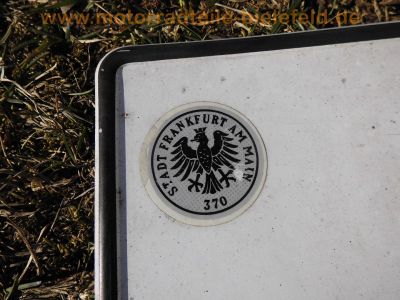 www.motorradteile-bielefeld.de
STADT FRANKFURT AM MAIN
370